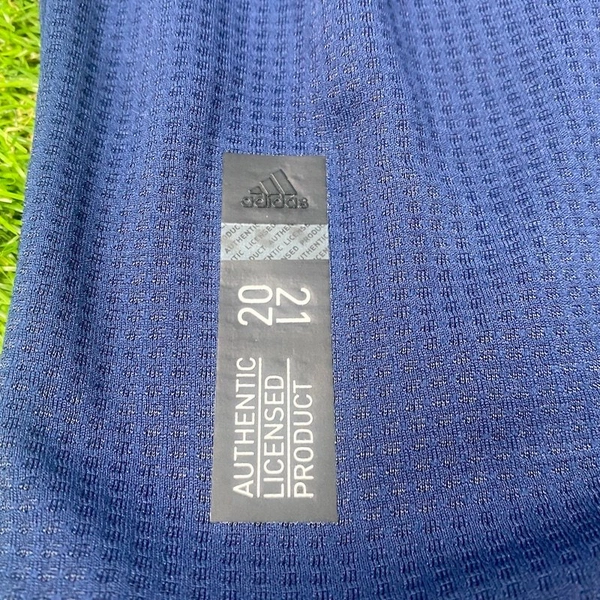 adidas
AUTHENTIC
LICENSED
PRODUCT
20
21
AUTHENTIC
LICENSED
PRODUCT